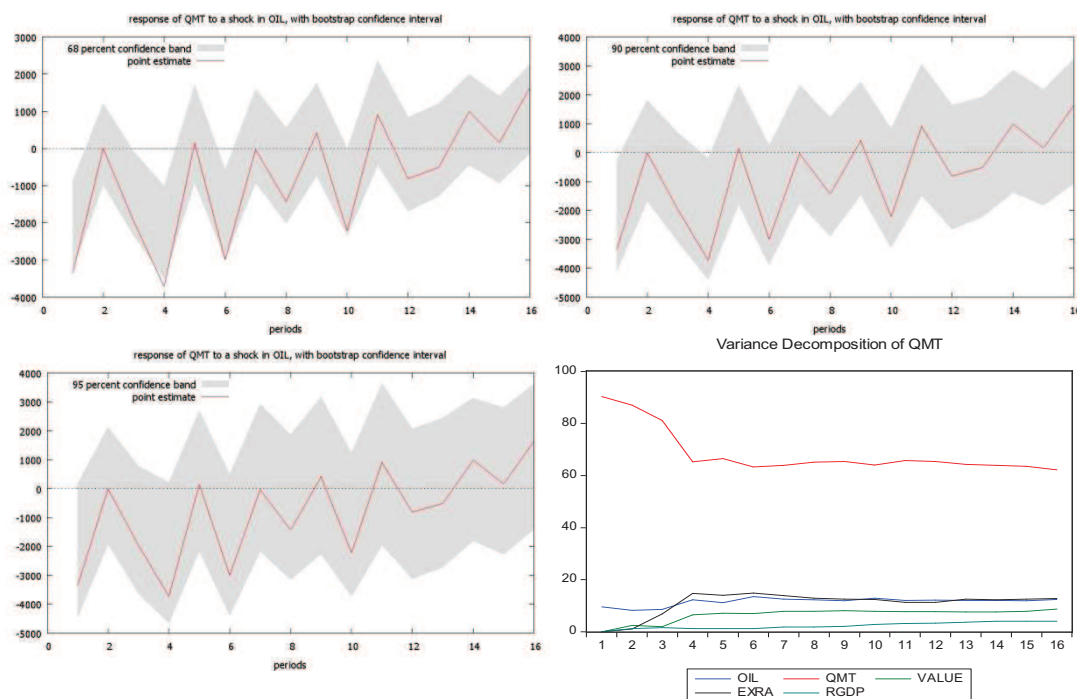 response of QMT to a shock in OIL, with bootstrap confidence interval
3000
2000
1000
0
-1000
-2000
-3000
-4000
68 percent confidence band
point estimate
0 2 4 6 8 10 12 14 16
periods
response of QMT to a shock in OIL, with bootstrap confidence interval
4000
3000
2000
1000
0
-1000
-2000
-3000
-4000
-5000
90 percent confidence band
point estimate
0 2 4 6 8 10 12 14 16
periods
response of QMT to a shock in OIL, with bootstrap confidence interval
4000
3000
2000
1000
0
-1000
-2000
-3000
-4000
-5000
95 percent confidence band
point estimate
0 2 4 6 8 10 12 14 16
periods
Variance Decomposition of QMT
100
80
60
40
20
0
1 2 3 4 5 6 7 8 9 10 11 12 13 14 15 16
OIL QMT VALUE
EXRA RGDP